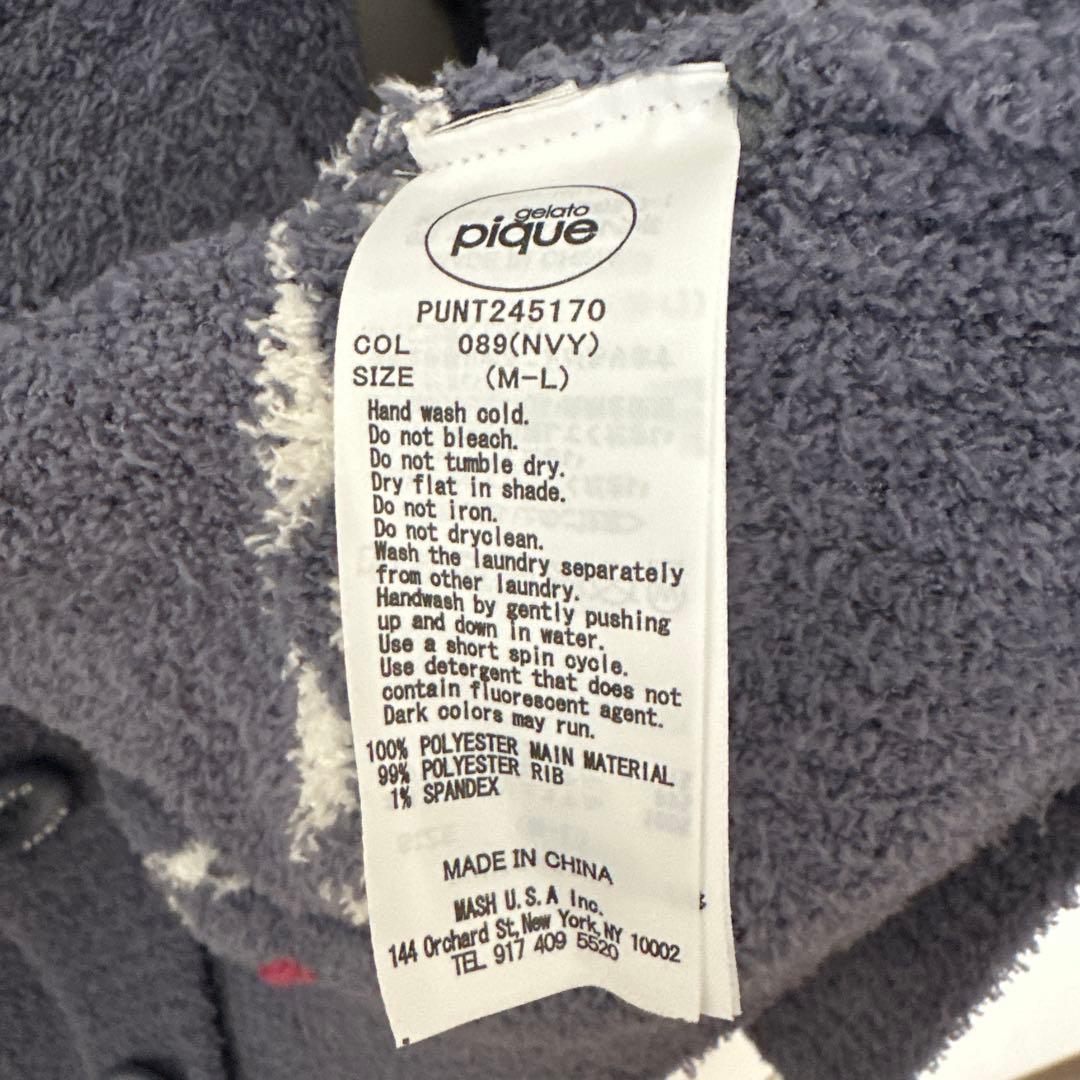 gelato
pique
PUNT245170
COL 089(NVY)
SIZE (M-L)
Hand wash cold.
Do not bleach.
Do not tumble dry.
Dry flat in shade.
Do not iron.
Do not dryclean.
Wash the laundry separately
from other laundry.
Handwash by gently pushing
up and down in water.
Use a short spin cycle.
Use detergent that does not
contain fluorescent agent.
Dark colors may run.
100% POLYESTER MAIN MATERIAL
99% POLYESTER RIB
1% SPANDEX
MADE IN CHINA
MASH U.S.A Inc.
144 Orchard St,New York,NY 10002
TEL 917 409 5520